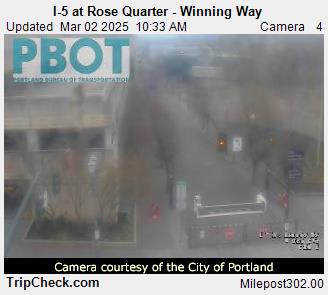 I-5 at Rose Quarter - Winning Way
Updated Mar 02 2025 10:33 AM Camera 4
PBOT
PORTLAND BUREAU OF TRANSPORTATION
Camera courtesy of the City of Portland
TripCheck.com Milepost302.00